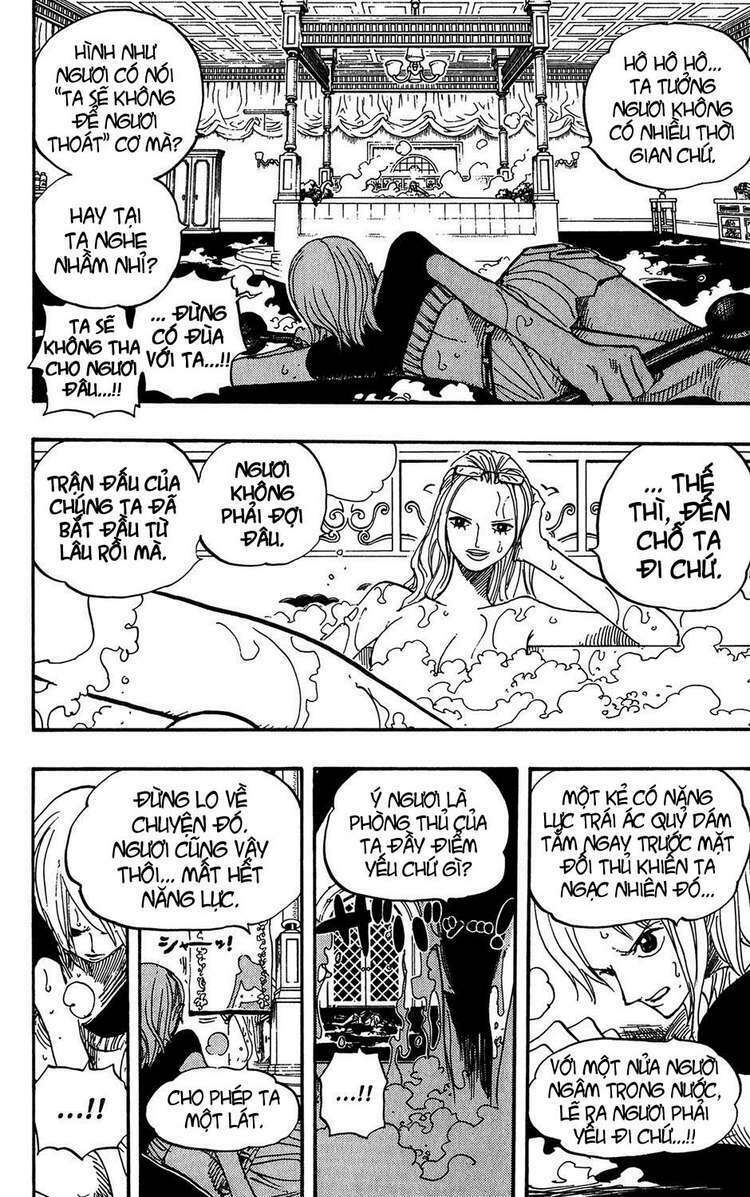 HÔ HÔ HÔ...
TA TƯỞNG
NGƯƠI KHÔNG
CÓ NHIỀU THỜI
GIAN CHỨ.
HÌNH NHƯ
NGƯƠI CÓ NÓI
"TA SẼ KHÔNG
ĐỂ NGƯƠI
THOÁT" CƠ MÀ?
HAY TẠI
TA NGHE
NHẦM NHỈ?
... ĐỪNG
CÓ ĐÙA
VỚI TA...!!
TA SẼ
KHÔNG THA
CHO NGƯƠI
ĐÂU...!!
... THẾ
THÌ, ĐẾN
CHỖ TA
ĐI CHỨ.
NGƯƠI
KHÔNG
PHẢI ĐỢI
ĐÂU.
TRẬN ĐẤU CỦA
CHÚNG TA ĐÃ
BẮT ĐẦU TỪ
LÂU RỒI MÀ.
MỘT KẺ CÓ NĂNG
LỰC TRÁI ÁC QUỶ DÁM
TẮM NGAY TRƯỚC MẶT
ĐỐI THỦ KHIẾN TA
NGẠC NHIÊN ĐÓ...
VỚI MỘT NỬA NGƯỜI
NGÂM TRONG NƯỚC,
LẼ RA NGƯƠI PHẢI
YẾU ĐI CHỨ...!!
Ý NGƯƠI LÀ
PHÒNG THỦ CỦA
TA ĐẦY ĐIỂM
YẾU CHỨ GÌ?
...!!
ĐỪNG LO VỀ
CHUYỆN ĐÓ.
NGƯƠI CŨNG VẬY
THÔI... MẤT HẾT
NĂNG LỰC.
シャーッ!
CHO PHÉP TA
MỘT LÁT.
...!!